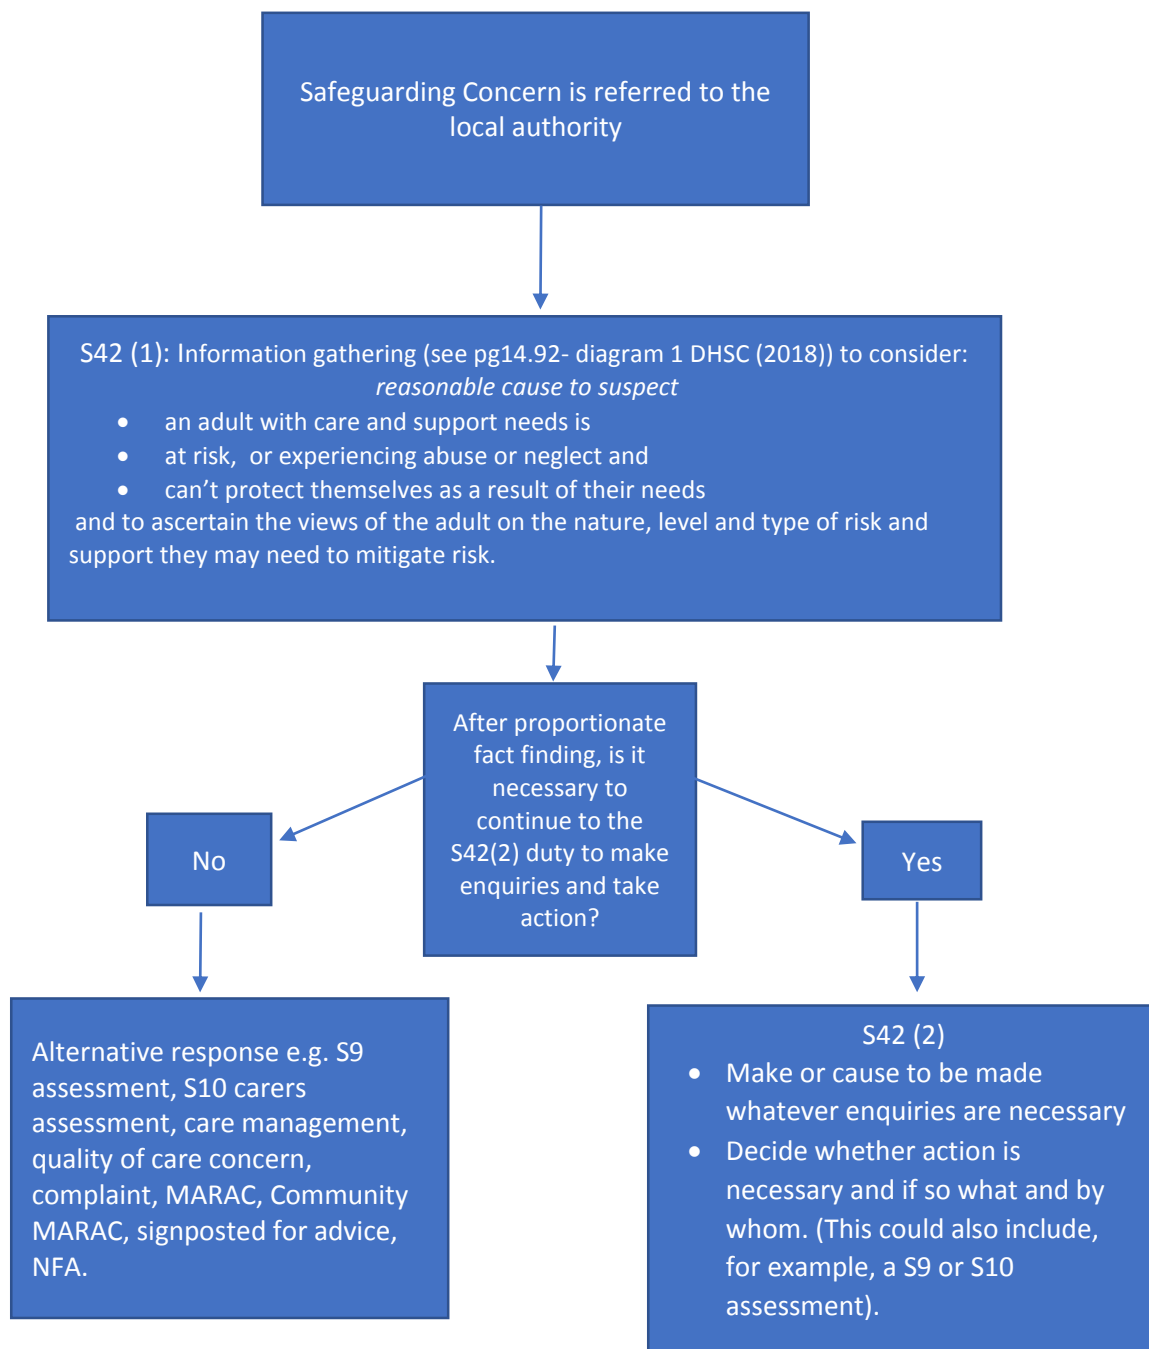 Safeguarding Concern is referred to the
local authority
S42 (1): Information gathering (see pg14.92- diagram 1 DHSC (2018)) to consider:
reasonable cause to suspect
• an adult with care and support needs is
• at risk, or experiencing abuse or neglect and
• can't protect themselves as a result of their needs
and to ascertain the views of the adult on the nature, level and type of risk and
support they may need to mitigate risk.
After proportionate
fact finding, is it
necessary to
continue to the
S42(2) duty to make
enquiries and take
action?
No
Yes
Alternative response e.g. S9
assessment, S10 carers
assessment, care management,
quality of care concern,
complaint, MARAC, Community
MARAC, signposted for advice,
NFA.
S42 (2)
• Make or cause to be made
whatever enquiries are necessary
• Decide whether action is
necessary and if so what and by
whom. (This could also include,
for example, a S9 or S10
assessment).